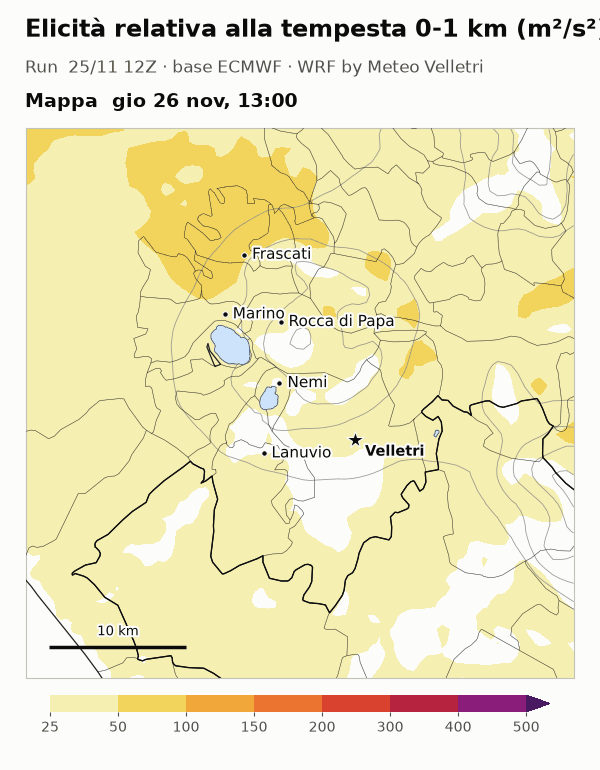 Elicità relativa alla tempesta 0-1 km (m²/s²)
Run  25/11 12Z · base ECMWF · WRF by Meteo Velletri
Mappa  gio 26 nov, 13:00
Frascati
Marino
Rocca di Papa
Nemi
Velletri
Lanuvio
10 km
25 50 100 150 200 300 400 500